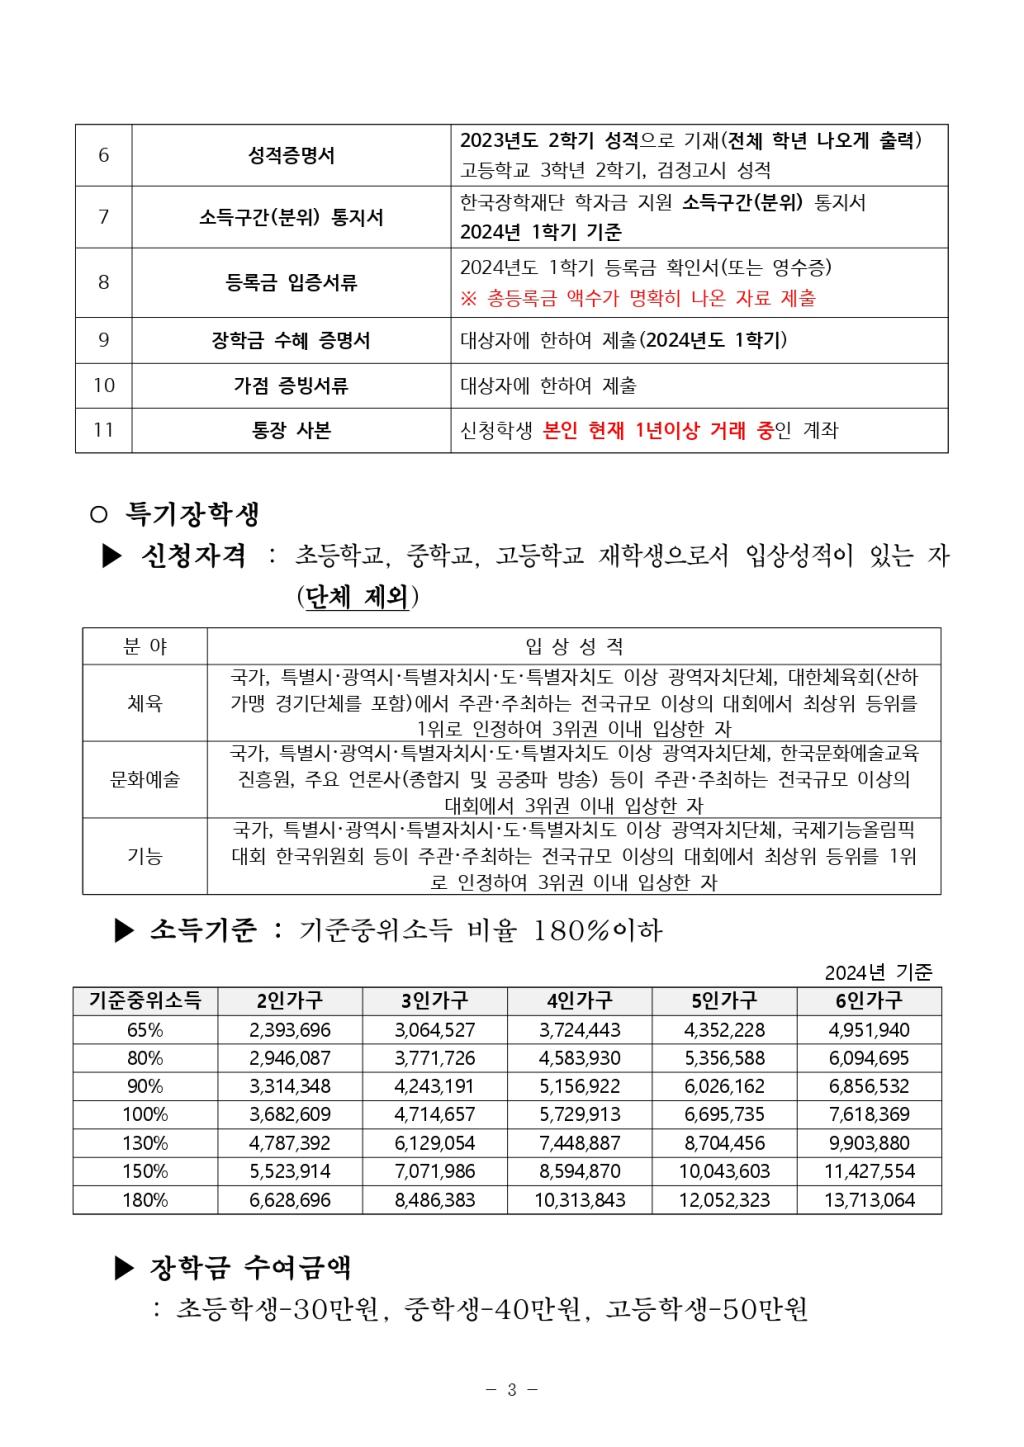 6 성적증명서 2023년도 2학기 성적으로 기재(전체 학년 나오게 출력)
고등학교 3학년 2학기, 검정고시 성적
7 소득구간(분위) 통지서 한국장학재단 학자금 지원 소득구간(분위) 통지서
2024년 1학기 기준
8 등록금 입증서류 2024년도 1학기 등록금 확인서(또는 영수증)
※ 총등록금 액수가 명확히 나온 자료 제출
9 장학금 수혜 증명서 대상자에 한하여 제출(2024년도 1학기)
10 가점 증빙서류 대상자에 한하여 제출
11 통장 사본 신청학생 본인 현재 1년이상 거래 중인 계좌
○ 특기장학생
▶ 신청자격 : 초등학교, 중학교, 고등학교 재학생으로서 입상성적이 있는 자
(단체 제외)
분 야 입 상 성 적
체육 국가, 특별시·광역시·특별자치시·도·특별자치도 이상 광역자치단체, 대한체육회(산하
가맹 경기단체를 포함)에서 주관·주최하는 전국규모 이상의 대회에서 최상위 등위를
1위로 인정하여 3위권 이내 입상한 자
문화예술 국가, 특별시·광역시·특별자치시·도·특별자치도 이상 광역자치단체, 한국문화예술교육
진흥원, 주요 언론사(종합지 및 공중파 방송) 등이 주관·주최하는 전국규모 이상의
대회에서 3위권 이내 입상한 자
기능 국가, 특별시·광역시·특별자치시·도·특별자치도 이상 광역자치단체, 국제기능올림픽
대회 한국위원회 등이 주관·주최하는 전국규모 이상의 대회에서 최상위 등위를 1위
로 인정하여 3위권 이내 입상한 자
▶ 소득기준 : 기준중위소득 비율 180%이하
2024년 기준
기준중위소득 2인가구 3인가구 4인가구 5인가구 6인가구
65% 2,393,696 3,064,527 3,724,443 4,352,228 4,951,940
80% 2,946,087 3,771,726 4,583,930 5,356,588 6,094,695
90% 3,314,348 4,243,191 5,156,922 6,026,162 6,856,532
100% 3,682,609 4,714,657 5,729,913 6,695,735 7,618,369
130% 4,787,392 6,129,054 7,448,887 8,704,456 9,903,880
150% 5,523,914 7,071,986 8,594,870 10,043,603 11,427,554
180% 6,628,696 8,486,383 10,313,843 12,052,323 13,713,064
▶ 장학금 수여금액
: 초등학생-30만원, 중학생-40만원, 고등학생-50만원
- 3 -